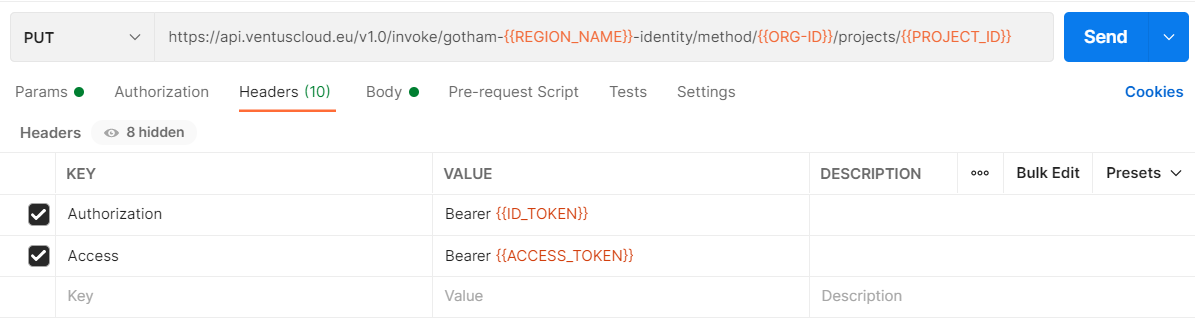 PUT https://api.ventuscloud.eu/v1.0/invoke/gotham-{{REGION_NAME}}-identity/method/{{ORG-ID}}/projects/{{PROJECT_ID}} Send
Params Authorization Headers (10) Body Pre-request Script Tests Settings Cookies
Headers 8 hidden
KEY VALUE DESCRIPTION Bulk Edit Presets
Authorization Bearer {{ID_TOKEN}}
Access Bearer {{ACCESS_TOKEN}}
Key Value Description